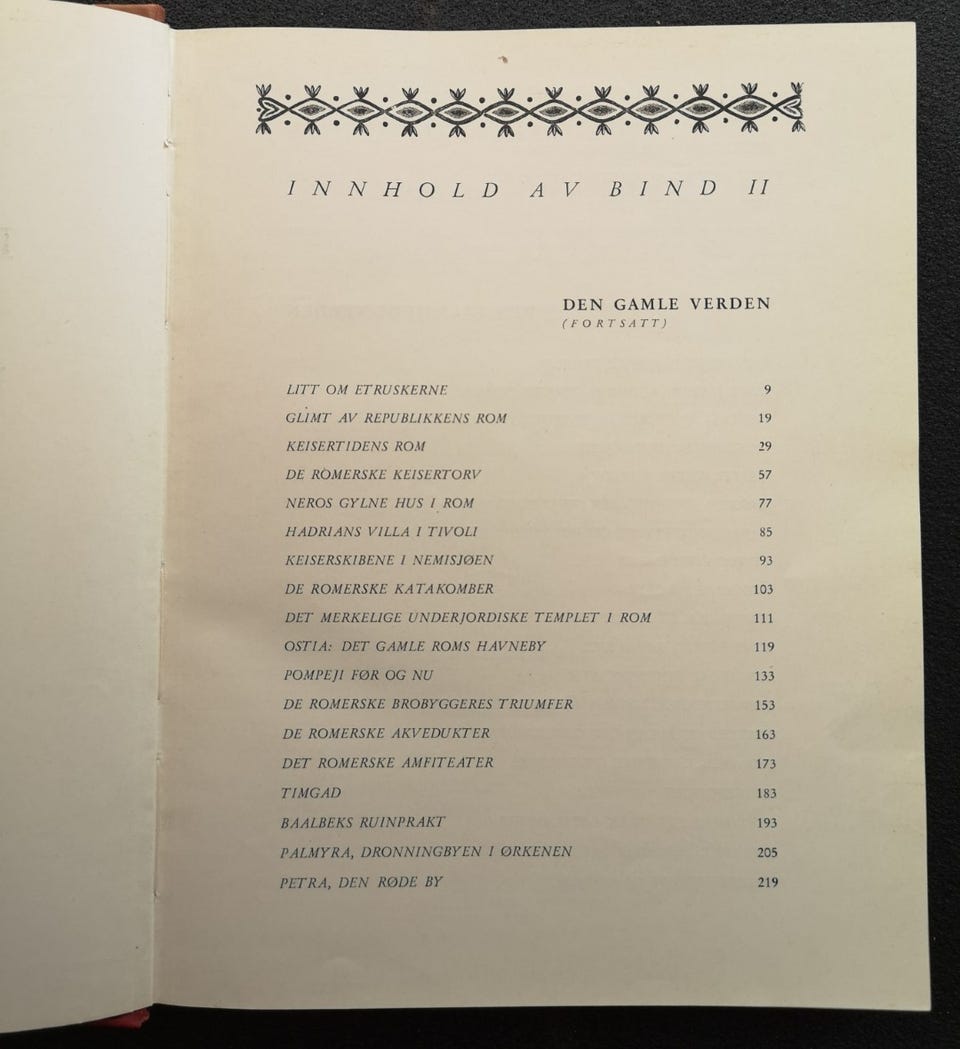 INNHOLD AV BIND II
DEN GAMLE VERDEN
(FORTSATT)
LITT OM ETRUSKERNE 9
GLIMT AV REPUBLIKKENS ROM 19
KEISERTIDENS ROM 29
DE ROMERSKE KEISERTORV 57
NEROS GYLNE HUS I ROM 77
HADRIANS VILLA I TIVOLI 85
KEISERSKIBENE I NEMISJØEN 93
DE ROMERSKE KATAKOMBER 103
DET MERKELIGE UNDERJORDISKE TEMPLET I ROM 111
OSTIA: DET GAMLE ROMS HAVNEBY 119
POMPEJI FØR OG NU 133
DE ROMERSKE BROBYGGERES TRIUMFER 153
DE ROMERSKE AKVEDUKTER 163
DET ROMERSKE AMFITEATER 173
TIMGAD 183
BAALBEKS RUINPRAKT 193
PALMYRA, DRONNINGBYEN I ØRKENEN 205
PETRA, DEN RØDE BY 219